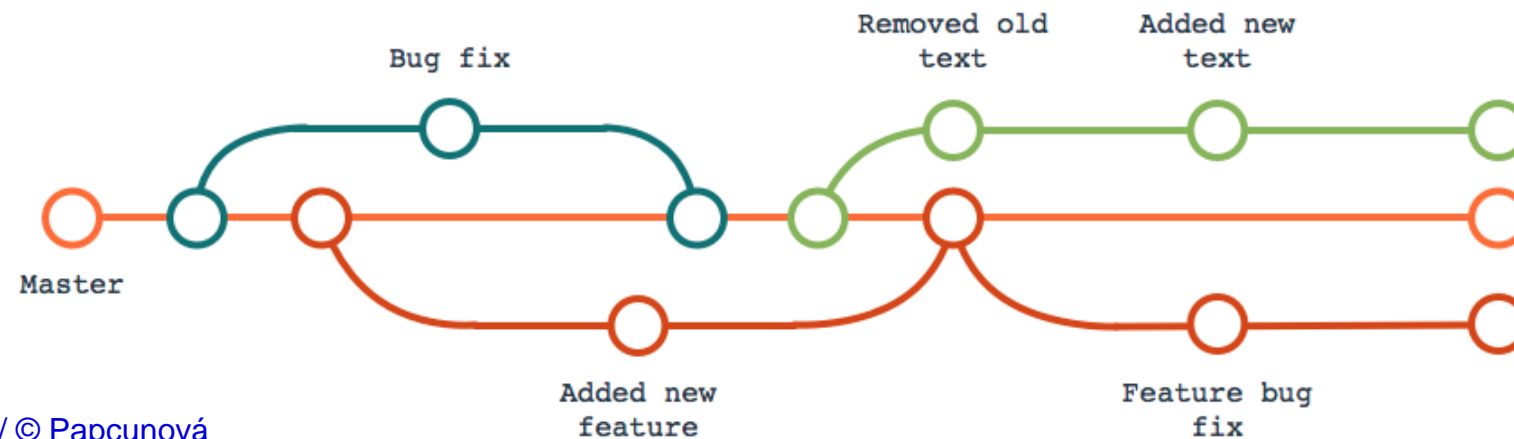 Removed old
text
Added new
text
Bug fix
Master
Added new
feature
Feature bug
fix
/ © Papcunová